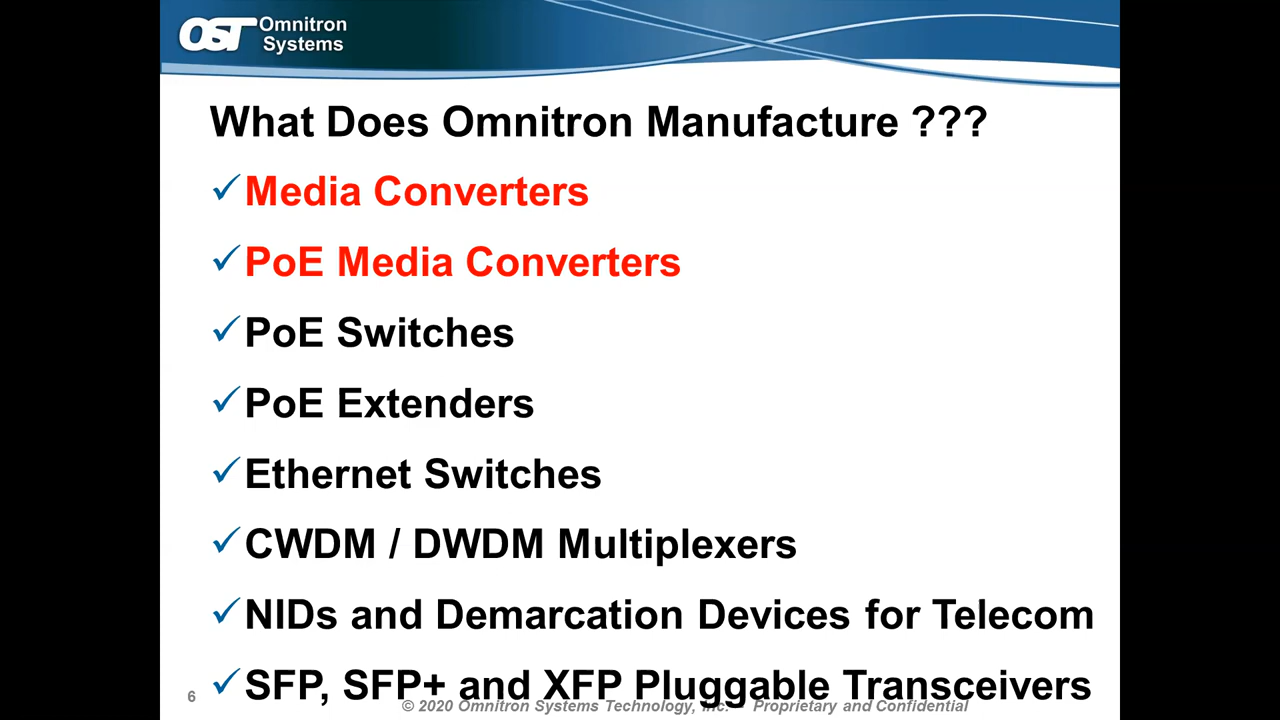 OST Omnitron
Systems
What Does Omnitron Manufacture ???
✓Media Converters
✓PoE Media Converters
✓PoE Switches
✓PoE Extenders
✓Ethernet Switches
✓CWDM / DWDM Multiplexers
✓NIDs and Demarcation Devices for Telecom
✓SFP, SFP+ and XFP Pluggable Transceivers
6
© 2020 Omnitron Systems Technology, Inc. - Proprietary and Confidential